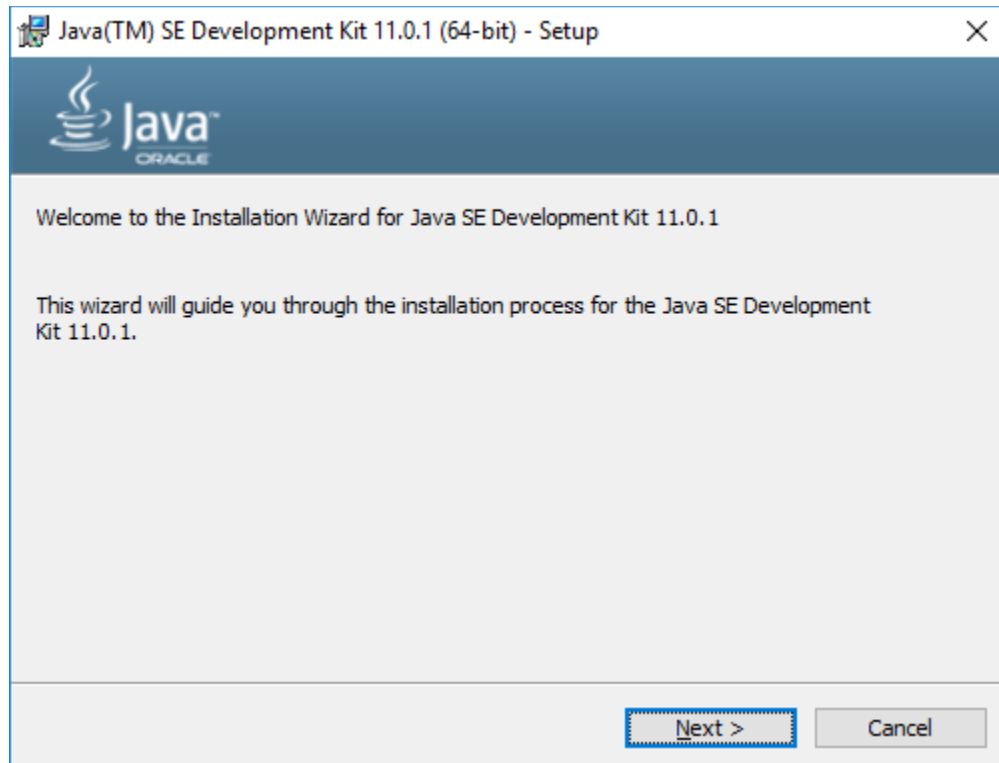 Java(TM) SE Development Kit 11.0.1 (64-bit) - Setup
Java™
ORACLE
Welcome to the Installation Wizard for Java SE Development Kit 11.0.1
This wizard will guide you through the installation process for the Java SE Development
Kit 11.0.1.
Next >
Cancel